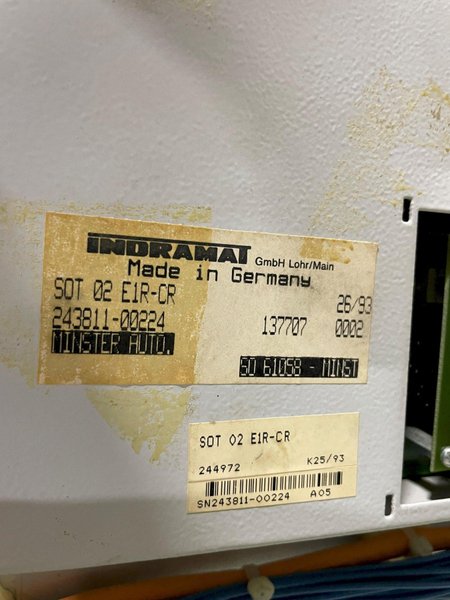 INDRAMAT GmbH Lohr/Main
Made in Germany
SOT 02 E1R-CR 26/93
243811-00224 137707 0002
MINSTER AUTO. SO 61058 - MINST
SOT 02 E1R-CR
244972 K25/93
SN243811-00224 A05